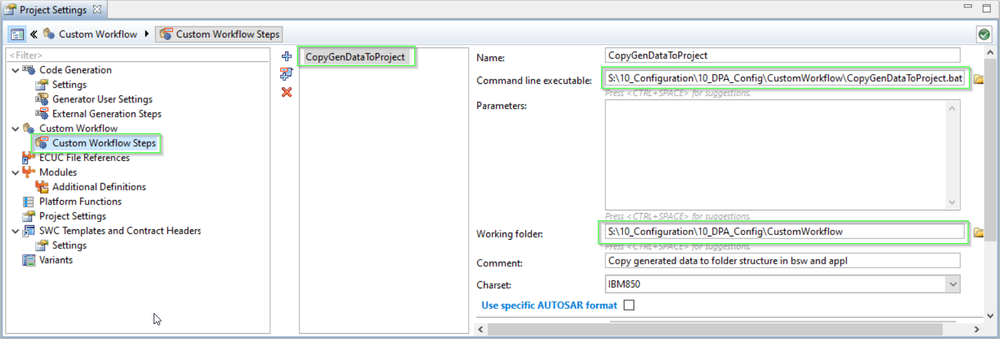 Project Settings
Custom Workflow
Custom Workflow Steps
<Filter>
Code Generation
Settings
Generator User Settings
External Generation Steps
Custom Workflow
Custom Workflow Steps
ECUC File References
Modules
Additional Definitions
Platform Functions
Project Settings
SWC Templates and Contract Headers
Settings
Variants
CopyGenDataToProject
Name: CopyGenDataToProject
Command line executable: S:\10_Configuration\10_DPA_Config\CustomWorkflow\CopyGenDataToProject.bat
Press <CTRL+SPACE> for suggestions.
Parameters:
Press <CTRL+SPACE> for suggestions.
Working folder: S:\10_Configuration\10_DPA_Config\CustomWorkflow
Press <CTRL+SPACE> for suggestions.
Comment: Copy generated data to folder structure in bsw and appl
Charset: IBM850
Use specific AUTOSAR format